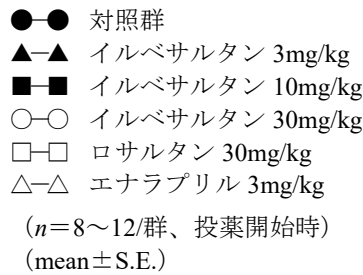 対照群
イルベサルタン 3mg/kg
イルベサルタン 10mg/kg
イルベサルタン 30mg/kg
ロサルタン 30mg/kg
エナラプリル 3mg/kg
（n＝8～12/群、投薬開始時）
（mean±S.E.）